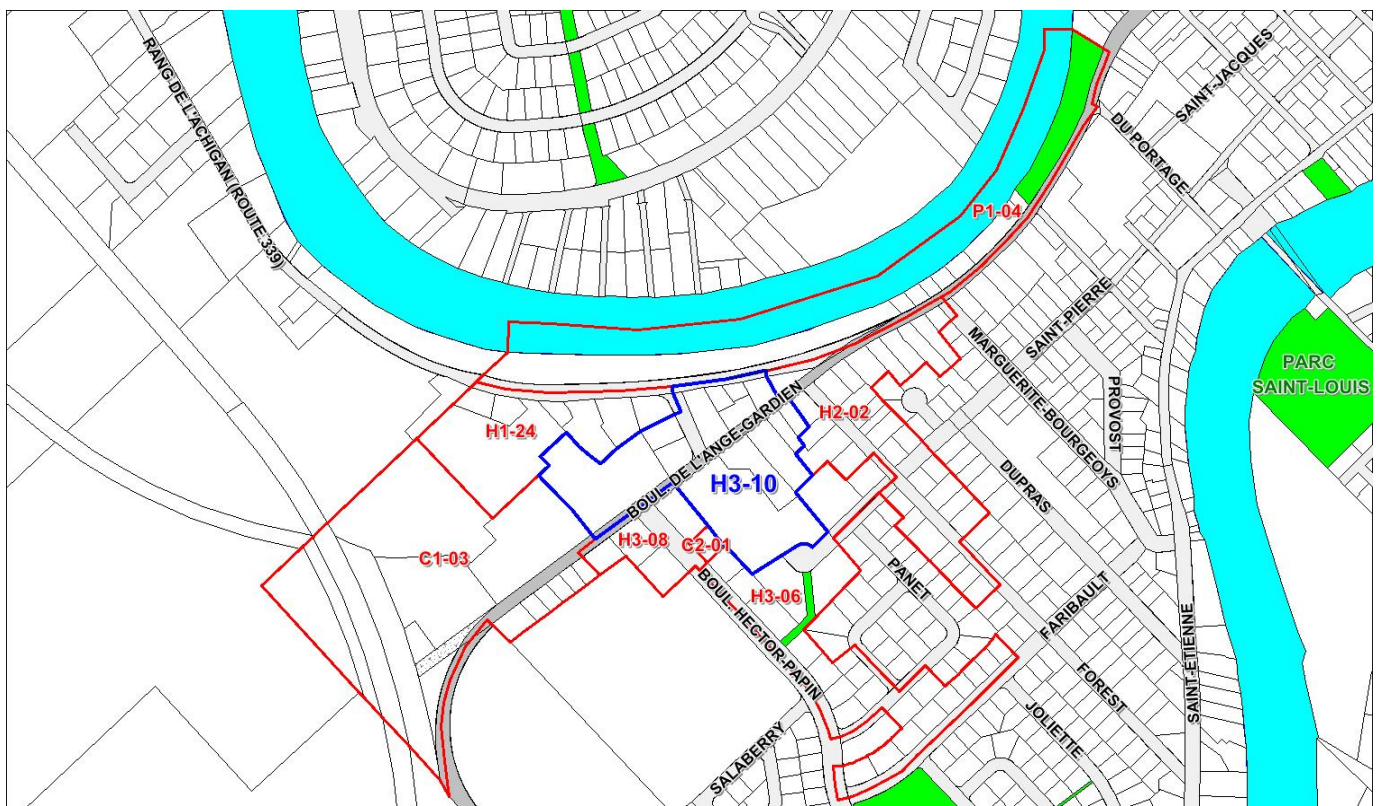 RANG DE L'ACHIGAN (ROUTE 339)
SAINT-JACQUES
DU PORTAGE
P1-04
SAINT-PIERRE
MARGUERITE-BOURGEOYS
PROVOST
PARC
SAINT-LOUIS
H2-02
H1-24
BOUL. DE L'ANGE-GARDIEN
H3-10
DUPRAS
H3-08
C2-01
C1-03
PANET
H3-06
BOUL. HECTOR-PAPIN
FARIBAULT
SAINT-ETIENNE
FOREST
JOLIETTE
SALABERRY